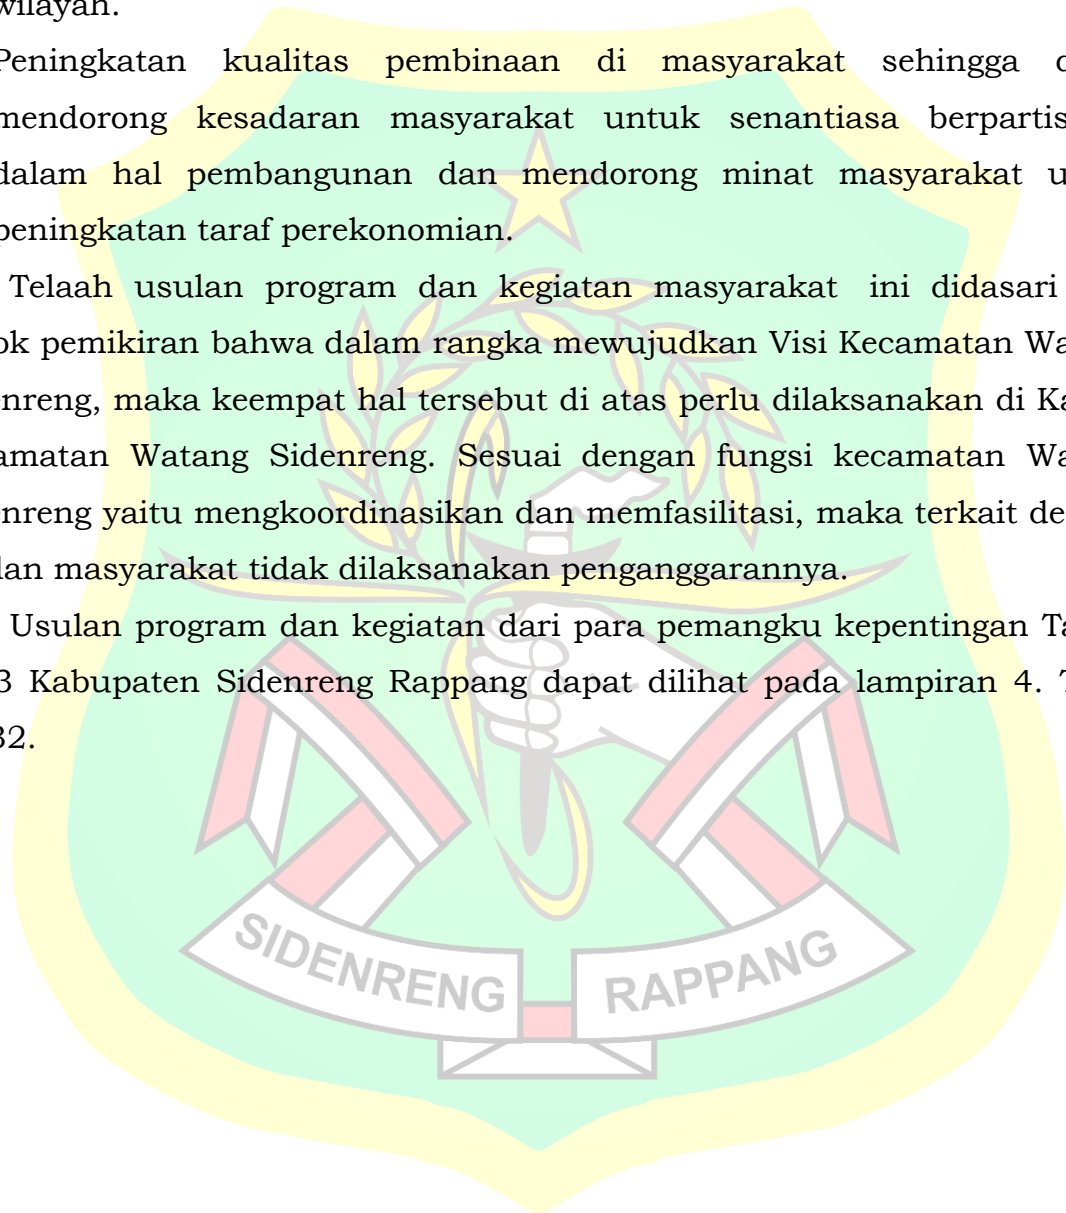 wilayah.
Peningkatan kualitas pembinaan di masyarakat sehingga
mendorong kesadaran masyarakat untuk senantiasa berpartis
dalam hal pembangunan dan mendorong minat masyarakat u
peningkatan taraf perekonomian.
Telaah usulan program dan kegiatan masyarakat ini didasari
ok pemikiran bahwa dalam rangka mewujudkan Visi Kecamatan Wa
enreng, maka keempat hal tersebut di atas perlu dilaksanakan di Ka
amatan Watang Sidenreng. Sesuai dengan fungsi kecamatan Wa
enreng yaitu mengkoordinasikan dan memfasilitasi, maka terkait de
lan masyarakat tidak dilaksanakan penganggarannya.
Usulan program dan kegiatan dari para pemangku kepentingan Ta
3 Kabupaten Sidenreng Rappang dapat dilihat pada lampiran 4. T
32.
SIDENRENG RAPPANG